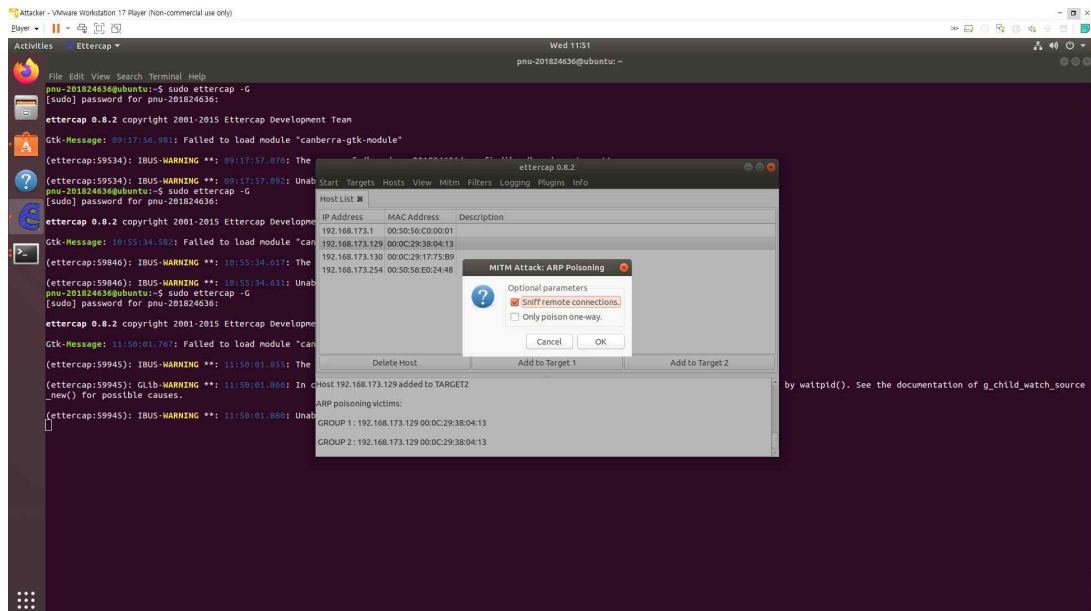 Attacker - VMware Workstation 17 Player (Non-commercial use only)
Player
Activities Ettercap Wed 11:51
pnu-201824636@ubuntu: ~
File Edit View Search Terminal Help
pnu-201824636@ubuntu:~$ sudo ettercap -G
[sudo] password for pnu-201824636:
ettercap 0.8.2 copyright 2001-2015 Ettercap Development Team
Gtk-Message: 09:17:56.981: Failed to load module "canberra-gtk-module"
(ettercap:59534): IBUS-WARNING **: 09:17:57.070: The
(ettercap:59534): IBUS-WARNING **: 09:17:57.092: Unab
pnu-201824636@ubuntu:~$ sudo ettercap -G
[sudo] password for pnu-201824636:
ettercap 0.8.2 copyright 2001-2015 Ettercap Developme
Gtk-Message: 10:55:34.582: Failed to load module "can
(ettercap:59846): IBUS-WARNING **: 10:55:34.617: The
(ettercap:59846): IBUS-WARNING **: 10:55:34.631: Unab
pnu-201824636@ubuntu:~$ sudo ettercap -G
[sudo] password for pnu-201824636:
ettercap 0.8.2 copyright 2001-2015 Ettercap Developme
Gtk-Message: 11:50:01.767: Failed to load module "can
(ettercap:59945): IBUS-WARNING **: 11:50:01.855: The
(ettercap:59945): GLib-WARNING **: 11:50:01.866: In c
by waitpid(). See the documentation of g_child_watch_source
_new() for possible causes.
(ettercap:59945): IBUS-WARNING **: 11:50:01.880: Unab
ettercap 0.8.2
Start Targets Hosts View Mitm Filters Logging Plugins Info
Host List
IP Address MAC Address Description
192.168.173.1 00:50:56:C0:00:01
192.168.173.129 00:0C:29:38:04:13
192.168.173.130 00:0C:29:17:75:B9
192.168.173.254 00:50:56:E0:24:48
MITM Attack: ARP Poisoning
Optional parameters
Sniff remote connections.
Only poison one-way.
Cancel OK
Delete Host Add to Target 1 Add to Target 2
Host 192.168.173.129 added to TARGET2
ARP poisoning victims:
GROUP 1 : 192.168.173.129 00:0C:29:38:04:13
GROUP 2 : 192.168.173.129 00:0C:29:38:04:13